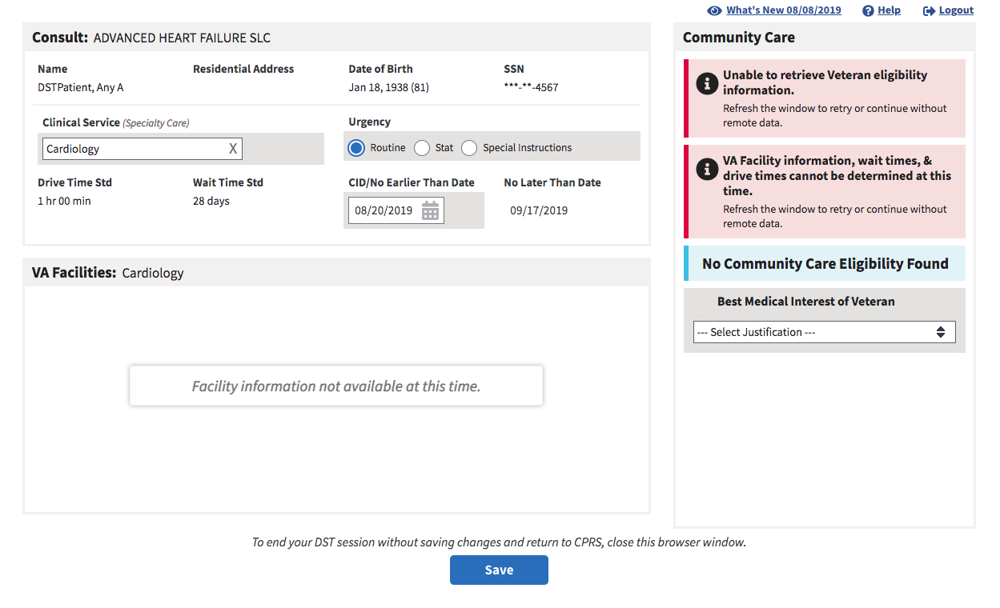 What's New 08/08/2019 Help Logout
Consult: ADVANCED HEART FAILURE SLC
Name Residential Address Date of Birth SSN
DSTPatient, Any A Jan 18, 1938 (81) ***-**-4567
Clinical Service (Specialty Care) Urgency
Cardiology X Routine Stat Special Instructions
Drive Time Std Wait Time Std CID/No Earlier Than Date No Later Than Date
1 hr 00 min 28 days 08/20/2019 09/17/2019
VA Facilities: Cardiology
Facility information not available at this time.
Community Care
Unable to retrieve Veteran eligibility
information.
Refresh the window to retry or continue without
remote data.
VA Facility information, wait times, &
drive times cannot be determined at this
time.
Refresh the window to retry or continue without
remote data.
No Community Care Eligibility Found
Best Medical Interest of Veteran
--- Select Justification ---
To end your DST session without saving changes and return to CPRS, close this browser window.
Save